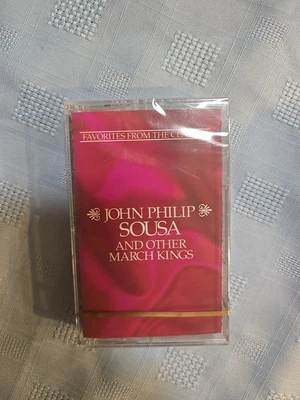 FAVORITES FROM THE
JOHN PHILIP
SOUSA
AND OTHER
MARCH KINGS